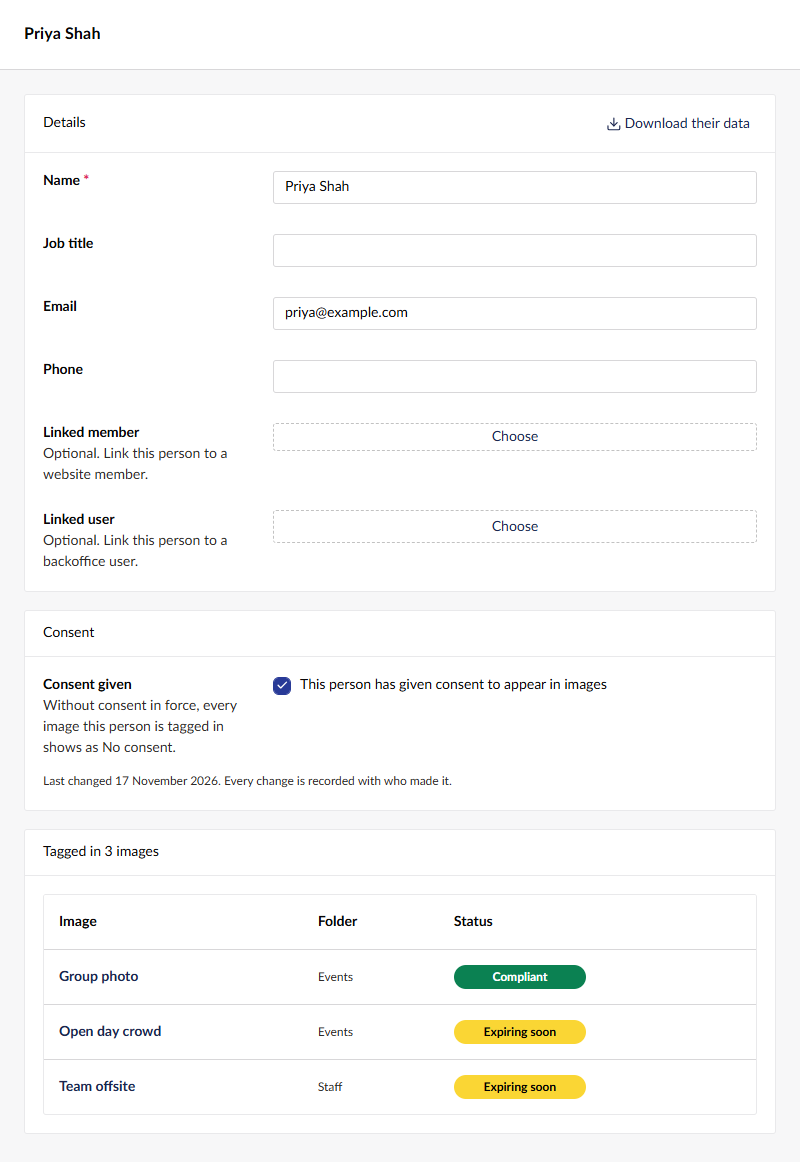 Priya Shah
Details
Download their data
Name *
Priya Shah
Job title
Email
priya@example.com
Phone
Linked member
Optional. Link this person to a
website member.
Choose
Linked user
Optional. Link this person to a
backoffice user.
Choose
Consent
Consent given
Without consent in force, every
image this person is tagged in
shows as No consent.
This person has given consent to appear in images
Last changed 17 November 2026. Every change is recorded with who made it.
Tagged in 3 images
Image Folder Status
Group photo Events Compliant
Open day crowd Events Expiring soon
Team offsite Staff Expiring soon